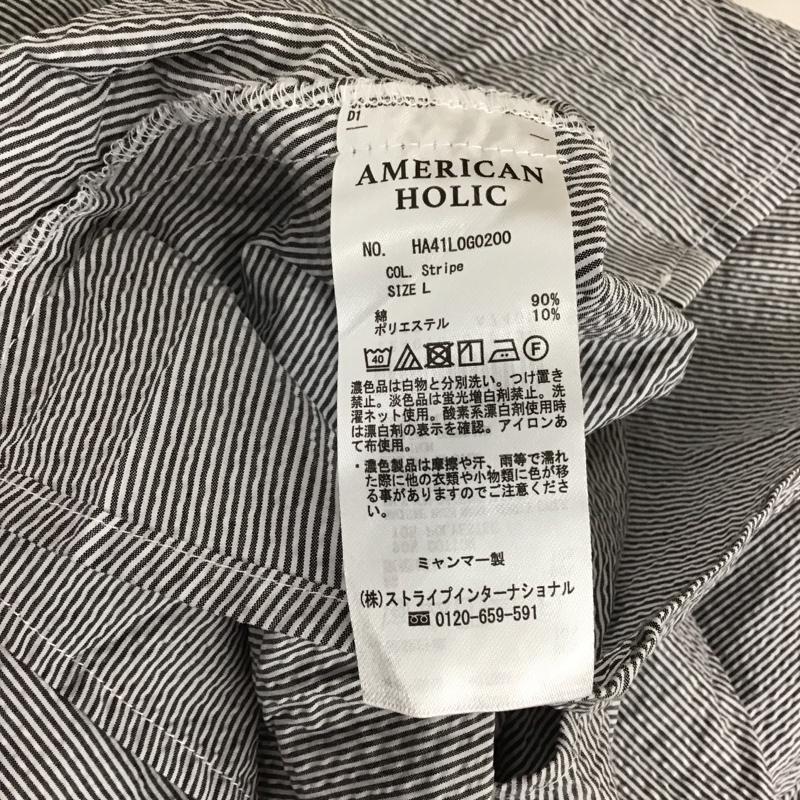 D1
AMERICAN
HOLIC
NO. HA41L0G0200
COL. Stripe
SIZE L
綿 90%
ポリエステル 10%
40
F
濃色品は白物と分別洗い。つけ置き
禁止。淡色品は蛍光増白剤禁止。洗
濯ネット使用。酸素系漂白剤使用時
は漂白剤の表示を確認。アイロンあ
て布使用。
・濃色製品は摩擦や汗、雨等で濡れ
た際に他の衣類や小物類に色が移
る事がありますのでご注意くださ
い。
ミャンマー製
(株)ストライプインターナショナル
0120-659-591